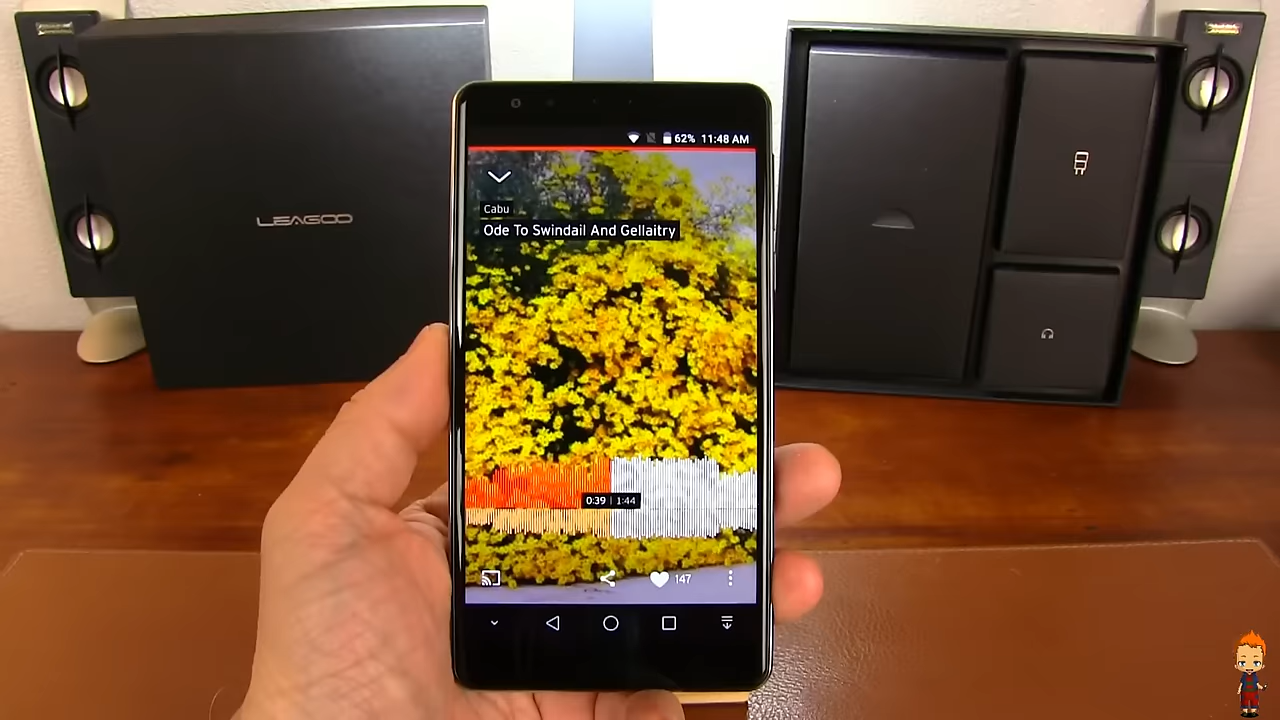 LEAGOO
62% 11:48 AM
Cabu
Ode To Swindail And Gellaitry
0:39 | 1:44
147